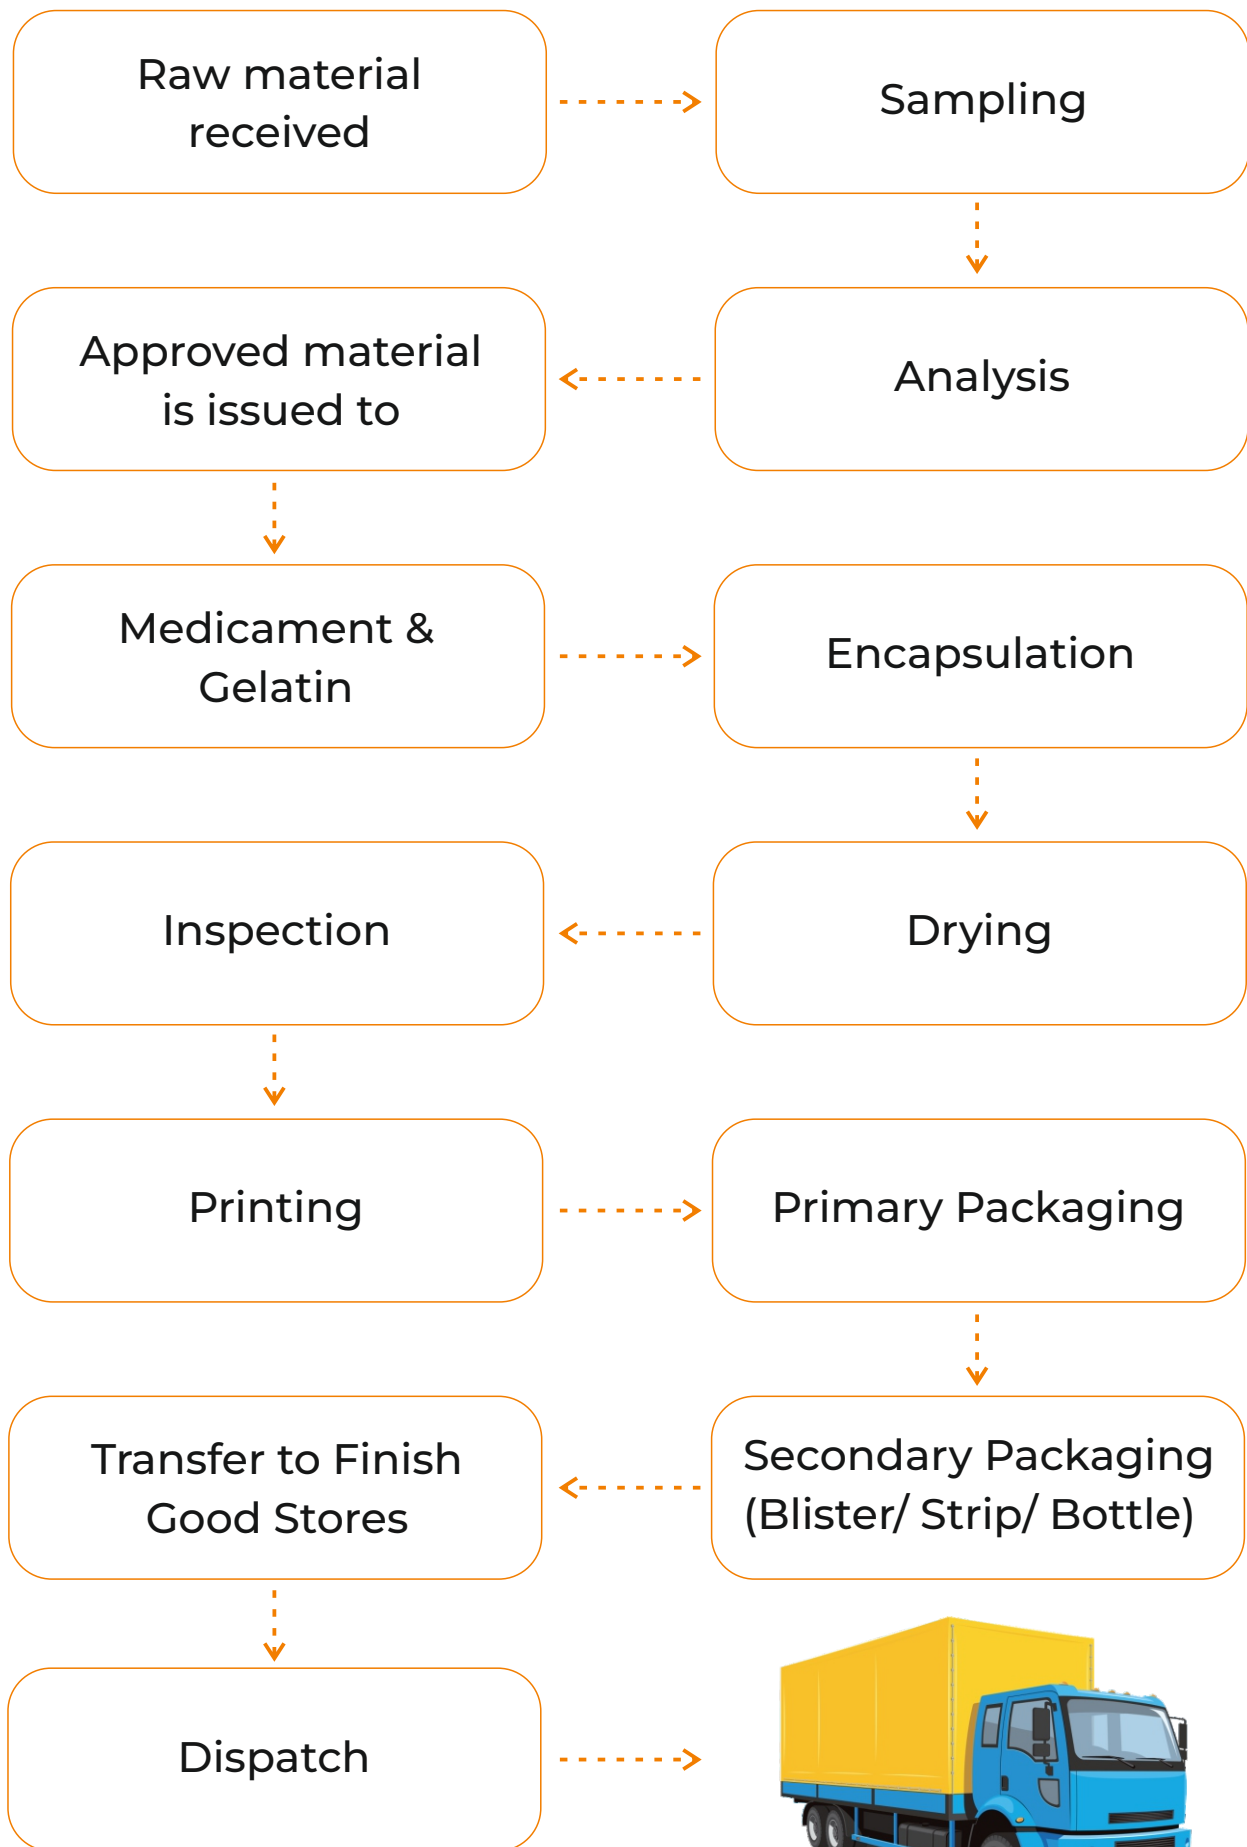 Raw material
received
Sampling
Analysis
Approved material
is issued to
Medicament &
Gelatin
Encapsulation
Drying
Inspection
Printing
Primary Packaging
Secondary Packaging
(Blister/ Strip/ Bottle)
Transfer to Finish
Good Stores
Dispatch